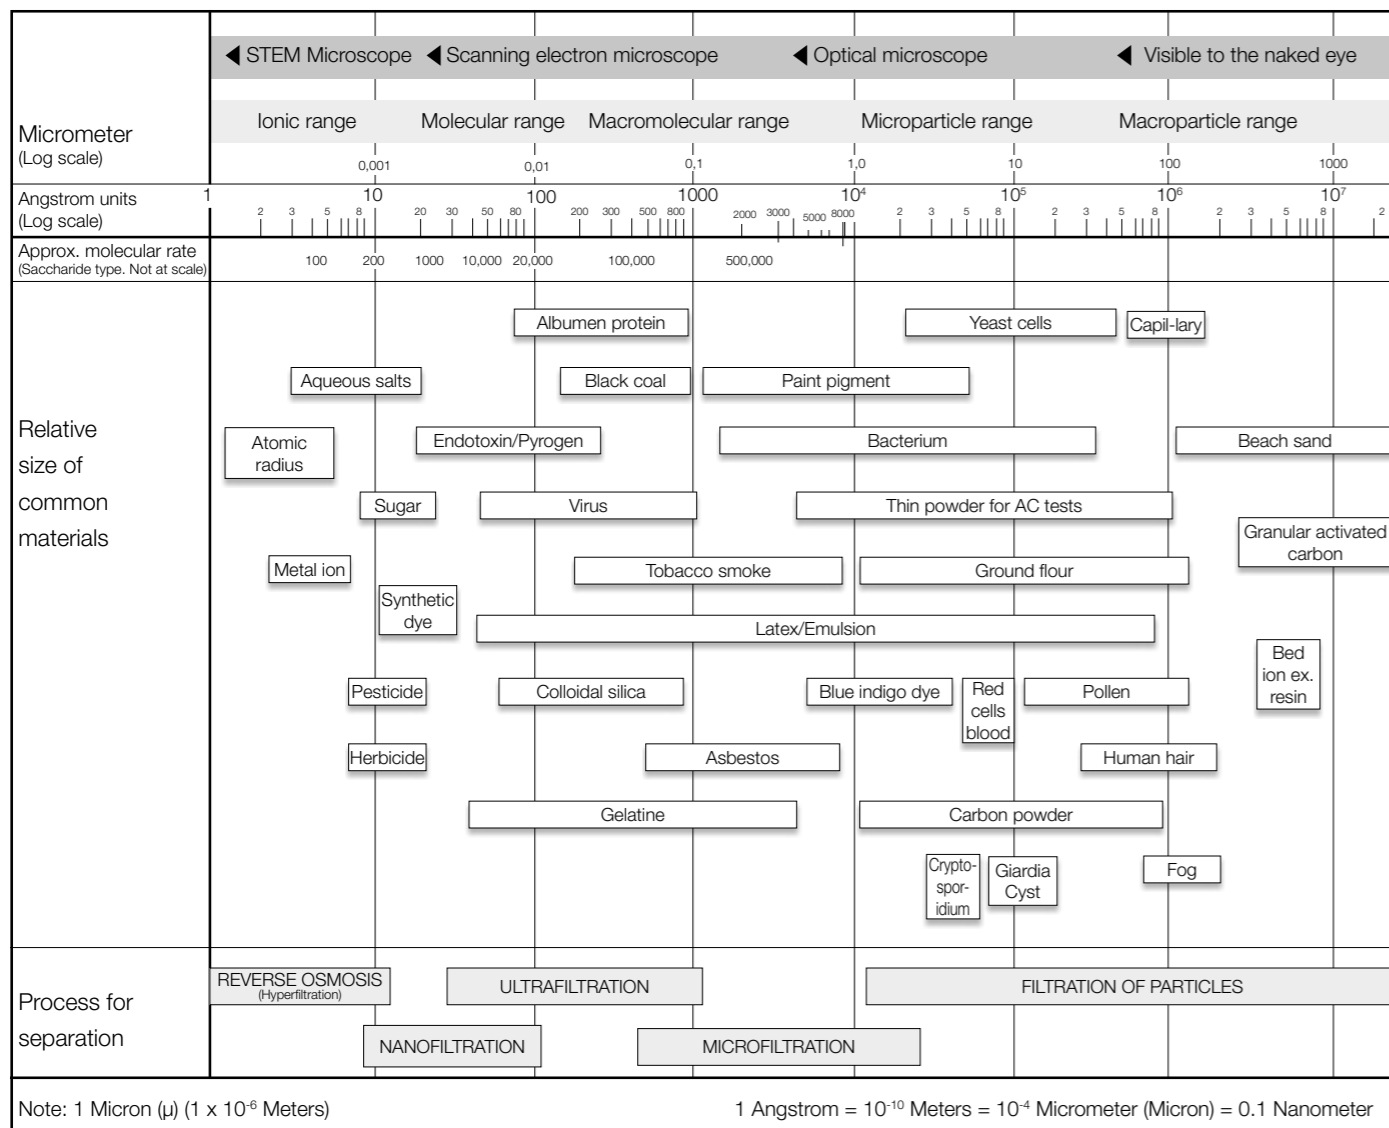 STEM Microscope Scanning electron microscope Optical microscope Visible to the naked eye
Ionic range Molecular range Macromolecular range Microparticle range Macroparticle range
Micrometer
(Log scale)
0,001 0,01 0,1 1,0 10 100 1000
Angstrom units
(Log scale)
1 10 100 1000 10⁴ 10⁵ 10⁶ 10⁷
2 3 5 8 20 30 50 80 200 300 500 800 2000 3000 5000 8000 2 3 5 8 2 3 5 8 2 3 5 8 2
Approx. molecular rate
(Saccharide type. Not at scale)
100 200 1000 10,000 20,000 100,000 500,000
Relative
size of
common
materials
Albumen protein Yeast cells Capil-lary
Aqueous salts Black coal Paint pigment
Atomic
radius
Endotoxin/Pyrogen Bacterium Beach sand
Sugar Virus Thin powder for AC tests
Granular activated
carbon
Metal ion Tobacco smoke Ground flour
Synthetic
dye
Latex/Emulsion
Bed
ion ex.
resin
Pesticide Colloidal silica Blue indigo dye
Red
cells
blood
Pollen
Herbicide Asbestos Human hair
Gelatine Carbon powder
Crypto-
spor-
idium
Giardia
Cyst
Fog
Process for
separation
REVERSE OSMOSIS
(Hyperfiltration)
ULTRAFILTRATION FILTRATION OF PARTICLES
NANOFILTRATION MICROFILTRATION
Note: 1 Micron (µ) (1 x 10⁻⁶ Meters) 1 Angstrom = 10⁻¹⁰ Meters = 10⁻⁴ Micrometer (Micron) = 0.1 Nanometer